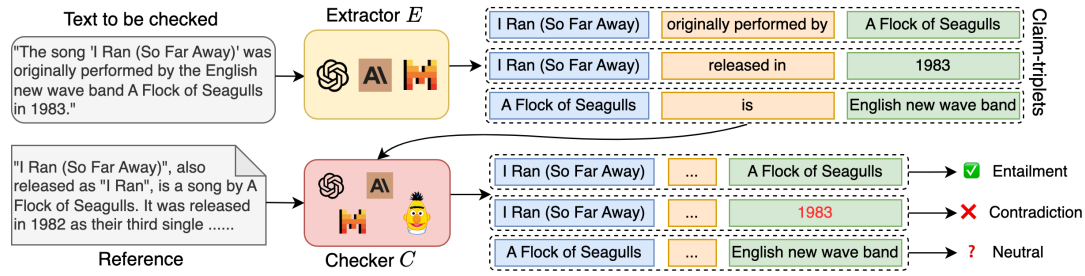 Text to be checked
"The song 'I Ran (So Far Away)' was
originally performed by the English
new wave band A Flock of Seagulls
in 1983."
Extractor E
AI
I Ran (So Far Away) originally performed by A Flock of Seagulls
I Ran (So Far Away) released in 1983
A Flock of Seagulls is English new wave band
Claim-triplets
"I Ran (So Far Away)", also
released as "I Ran", is a song by A
Flock of Seagulls. It was released
in 1982 as their third single ......
Reference
AI
Checker C
I Ran (So Far Away) ... A Flock of Seagulls Entailment
I Ran (So Far Away) ... 1983 Contradiction
A Flock of Seagulls ... English new wave band ? Neutral